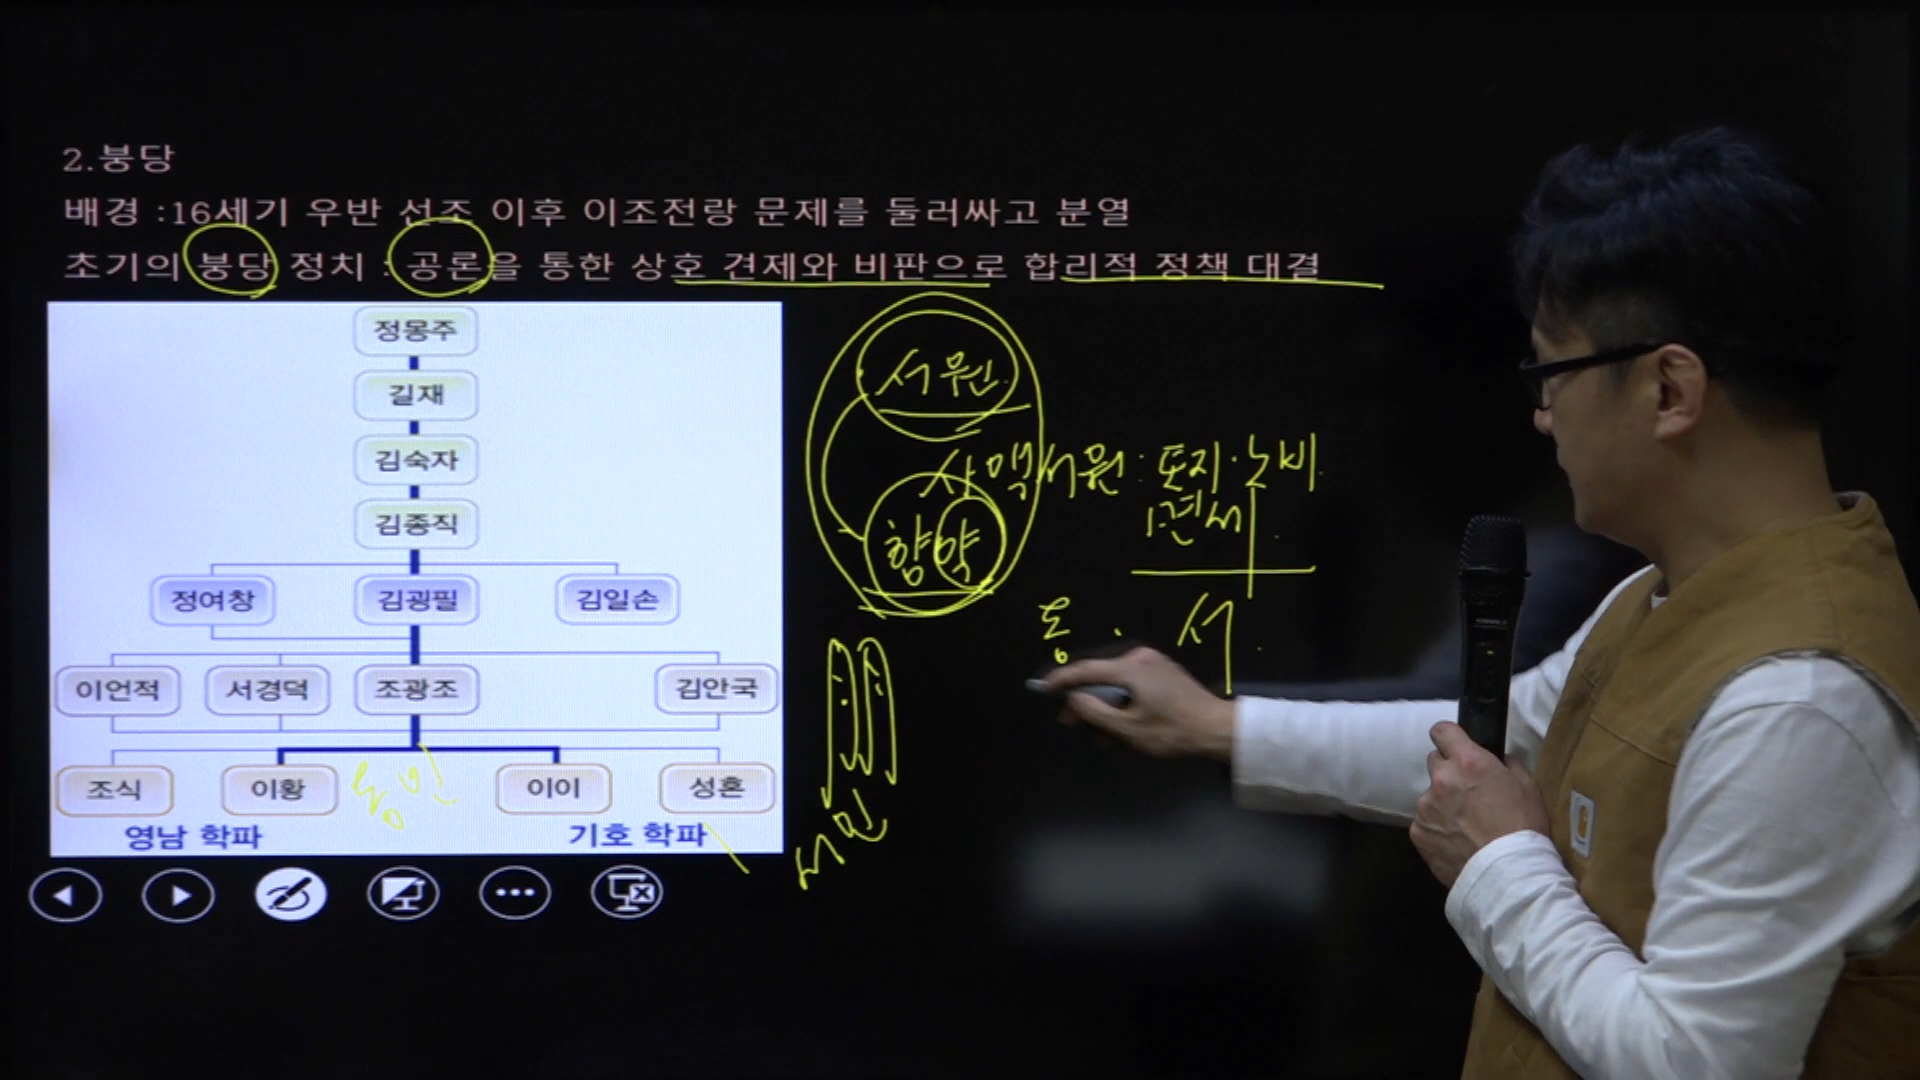 2.붕당
배경 :16세기 우반 선조 이후 이조전랑 문제를 둘러싸고 분열
초기의 붕당 정치 : 공론을 통한 상호 견제와 비판으로 합리적 정책 대결
정몽주
길재
김숙자
김종직
정여창 김굉필 김일손
이언적 서경덕 조광조 김안국
조식 이황 이이 성혼
영남 학파 기호 학파
동인
서인
서원
사액서원: 토지·노비
면세
향약
동 · 서